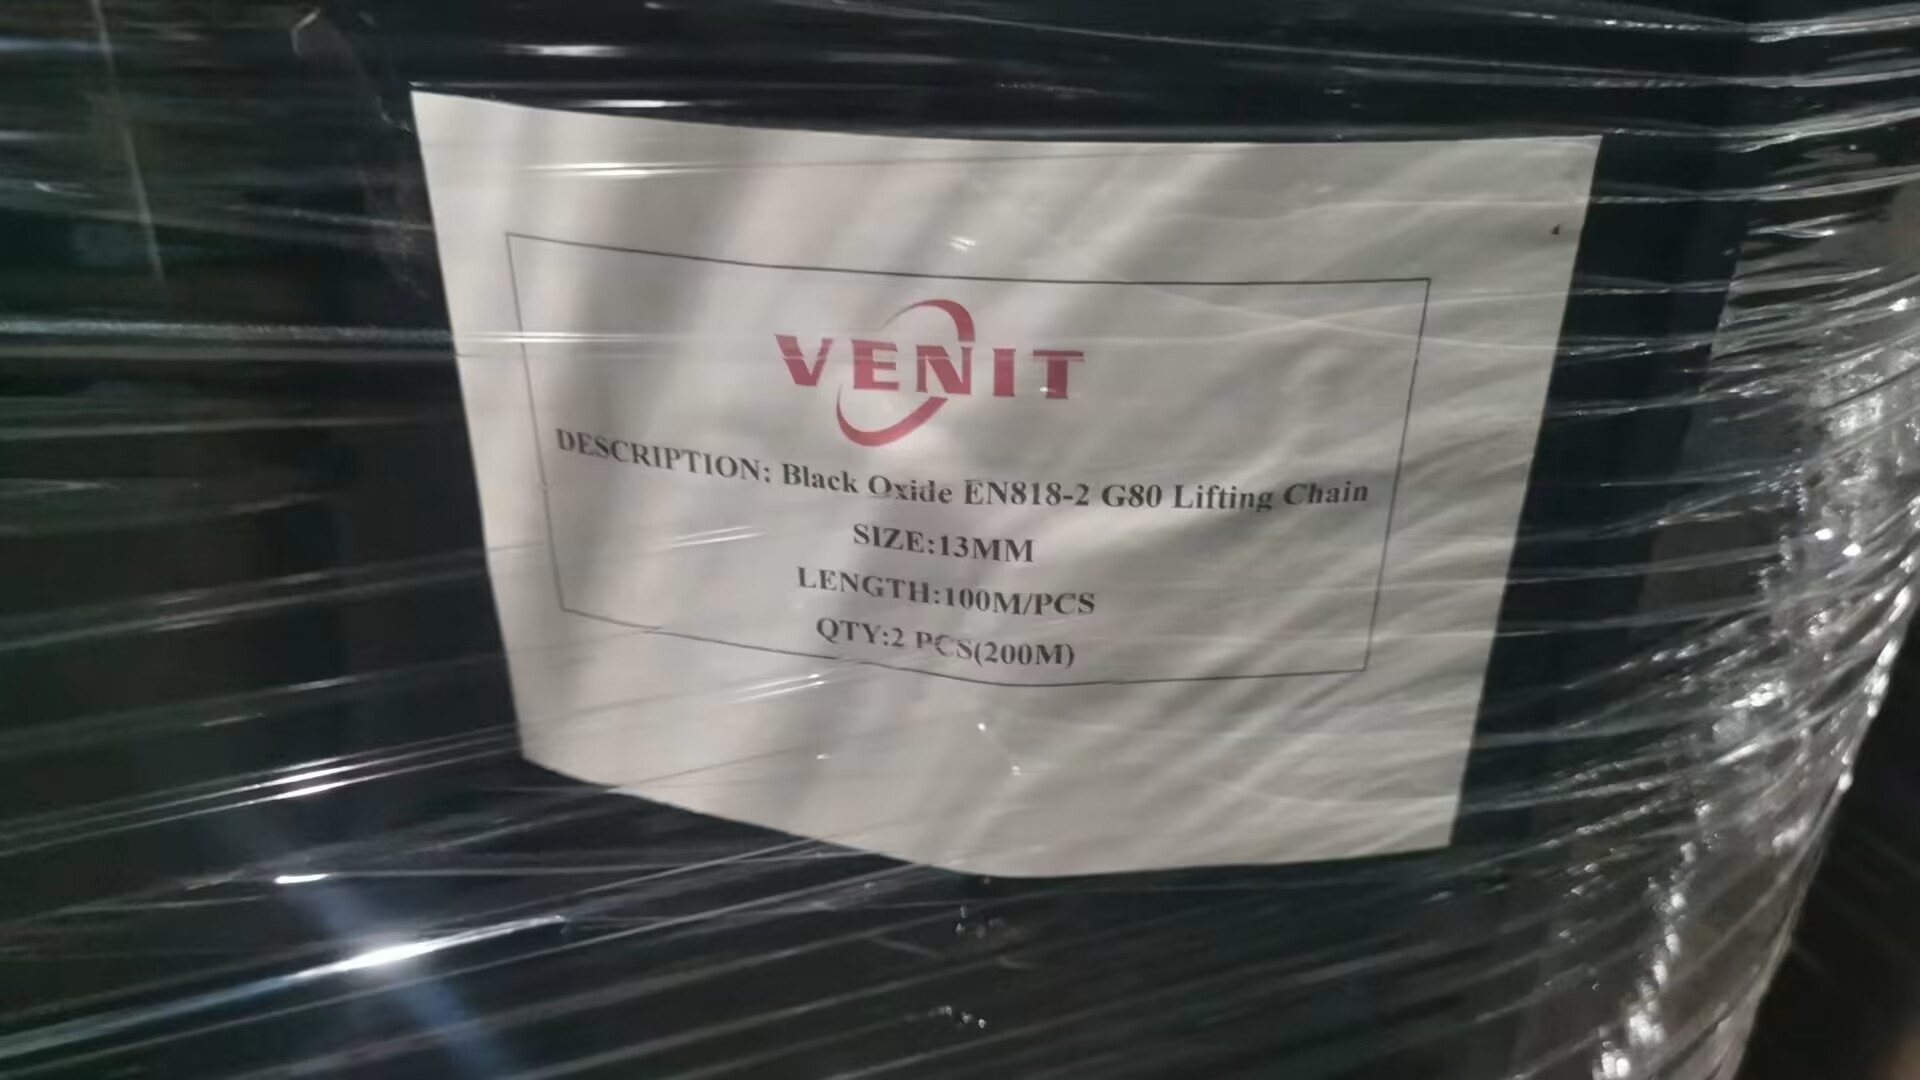 VENIT
DESCRIPTION: Black Oxide EN818-2 G80 Lifting Chain
SIZE:13MM
LENGTH:100M/PCS
QTY:2 PCS(200M)